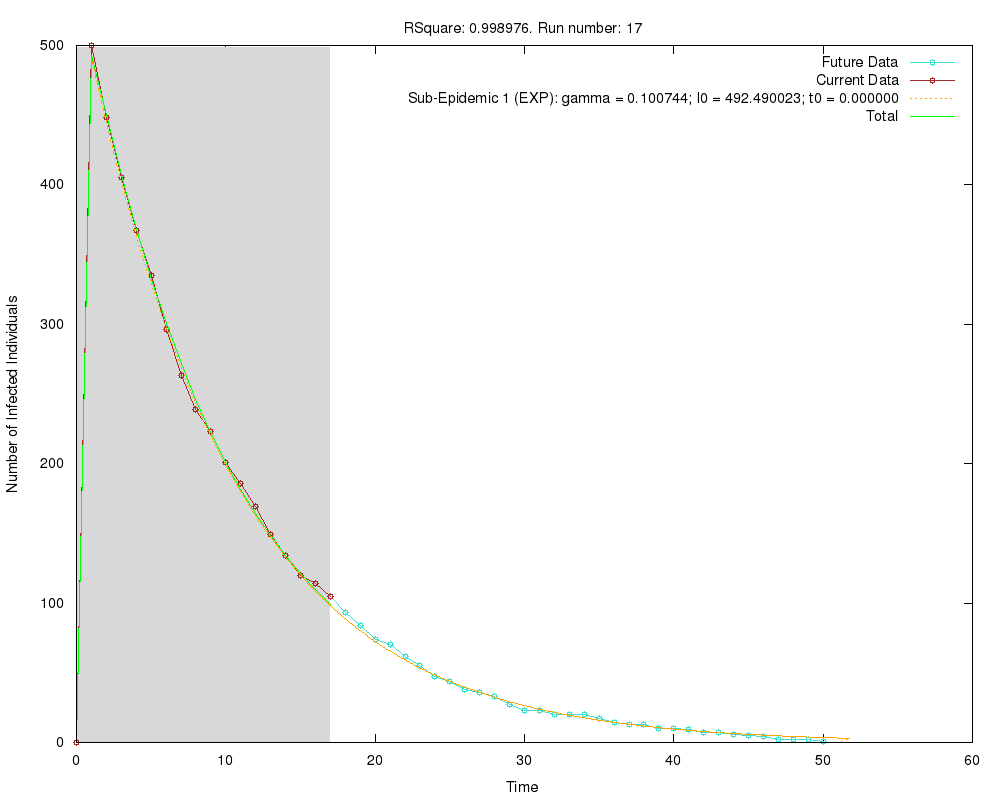 RSquare: 0.998976. Run number: 17
Future Data
Current Data
Sub-Epidemic 1 (EXP): gamma = 0.100744; I0 = 492.490023; t0 = 0.000000
Total
Number of Infected Individuals
500
400
300
200
100
0
0 10 20 30 40 50 60
Time